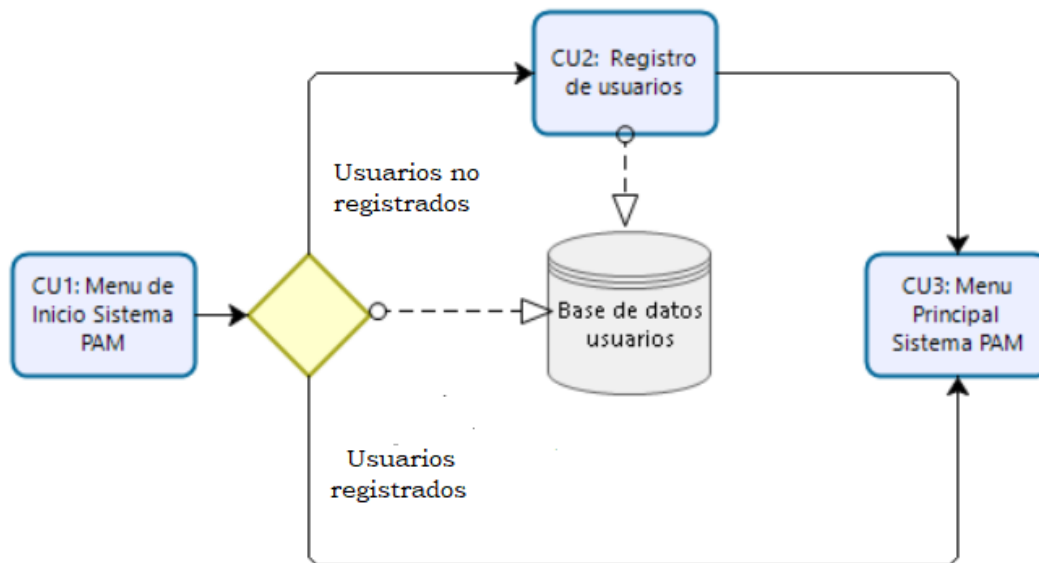 CU2: Registro
de usuarios
Usuarios no
registrados
CU1: Menu de
Inicio Sistema
PAM
Base de datos
usuarios
CU3: Menu
Principal
Sistema PAM
Usuarios
registrados